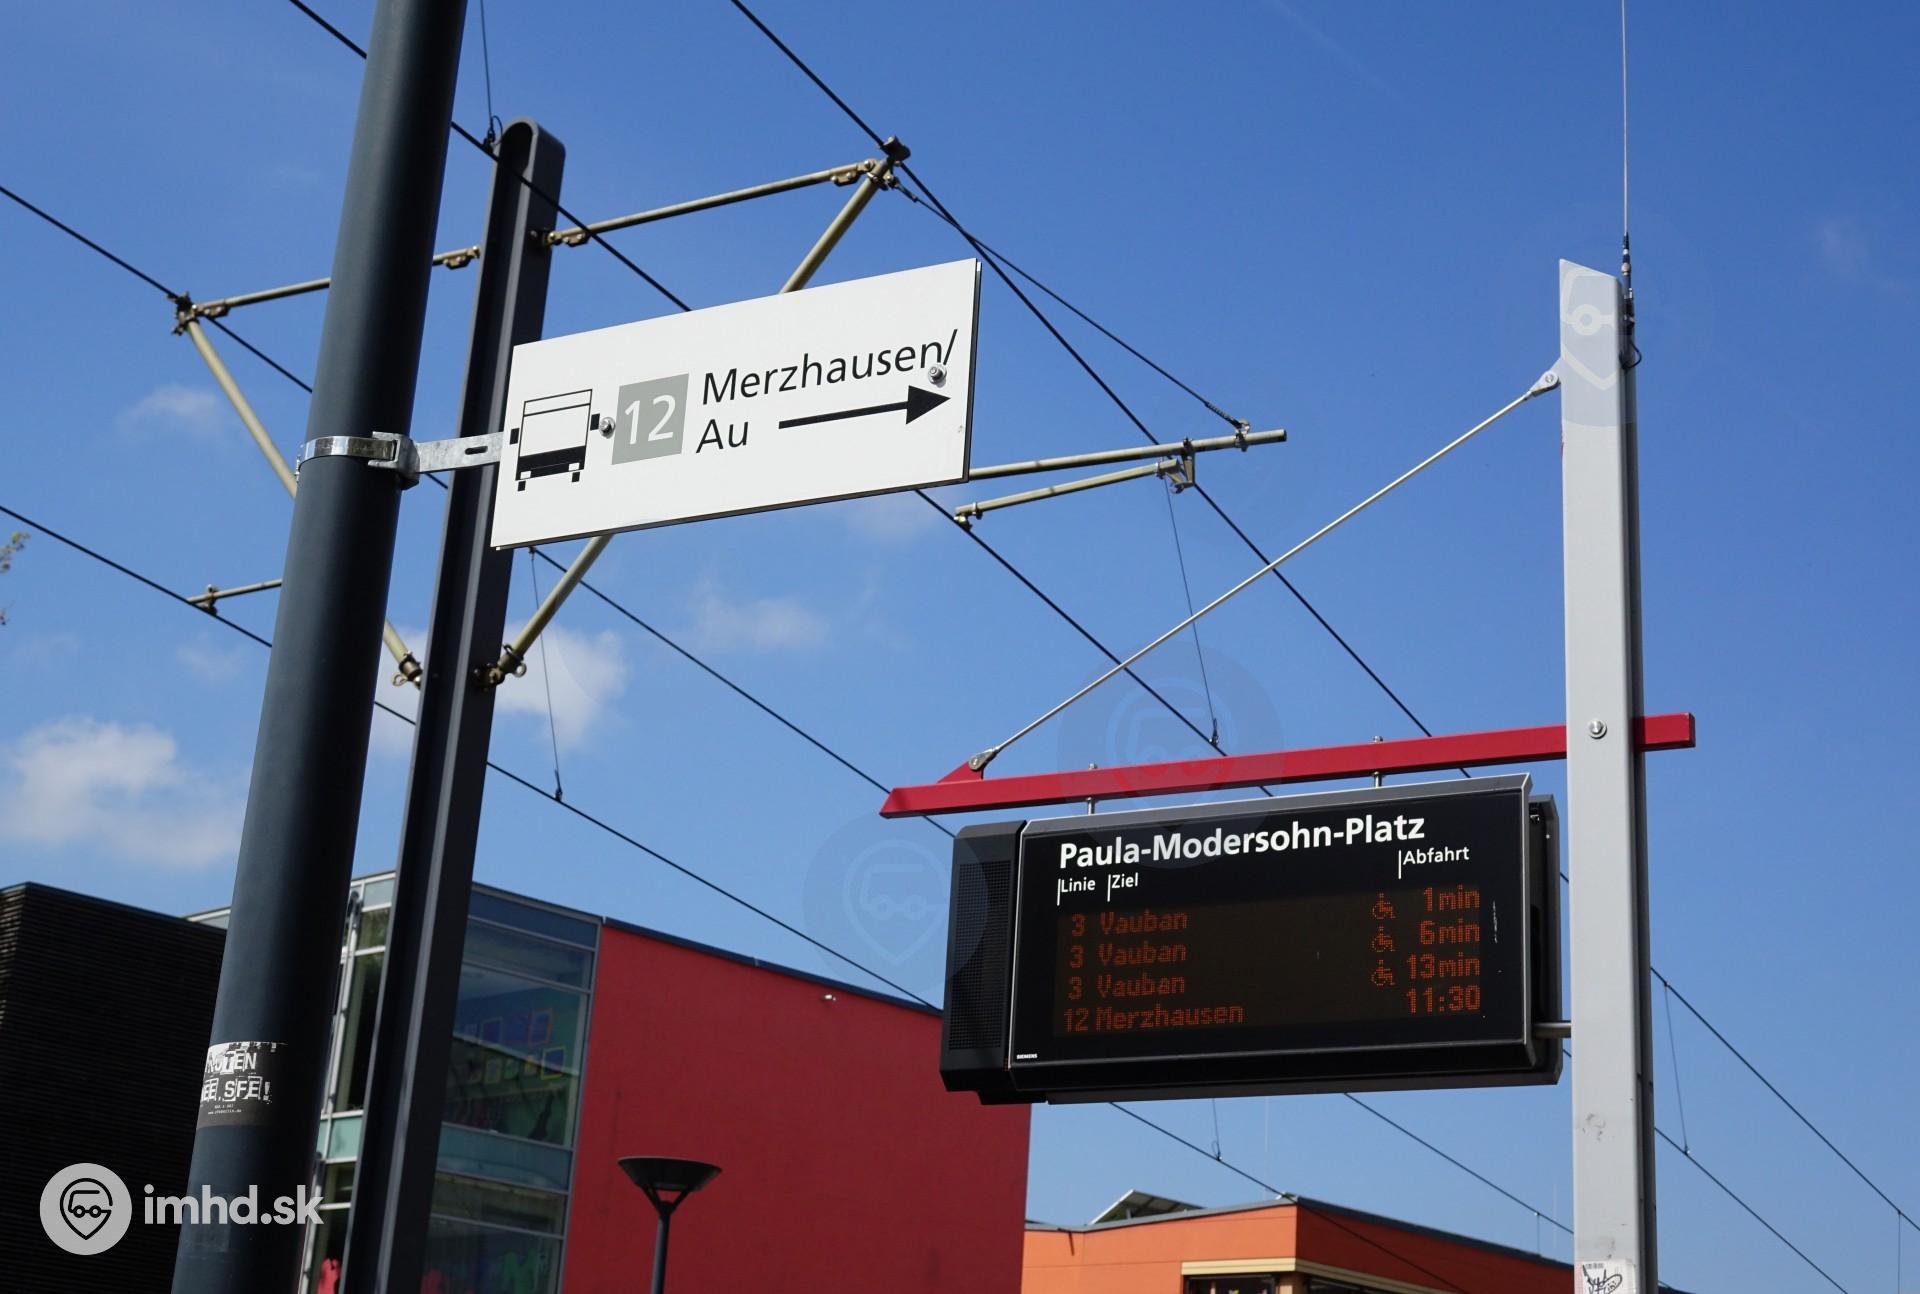 12 Merzhausen/
Au
Paula-Modersohn-Platz
Linie Ziel Abfahrt
3 Vauban 1min
3 Vauban 6min
3 Vauban 13min
12 Merzhausen 11:30
SIEMENS
imhd.sk